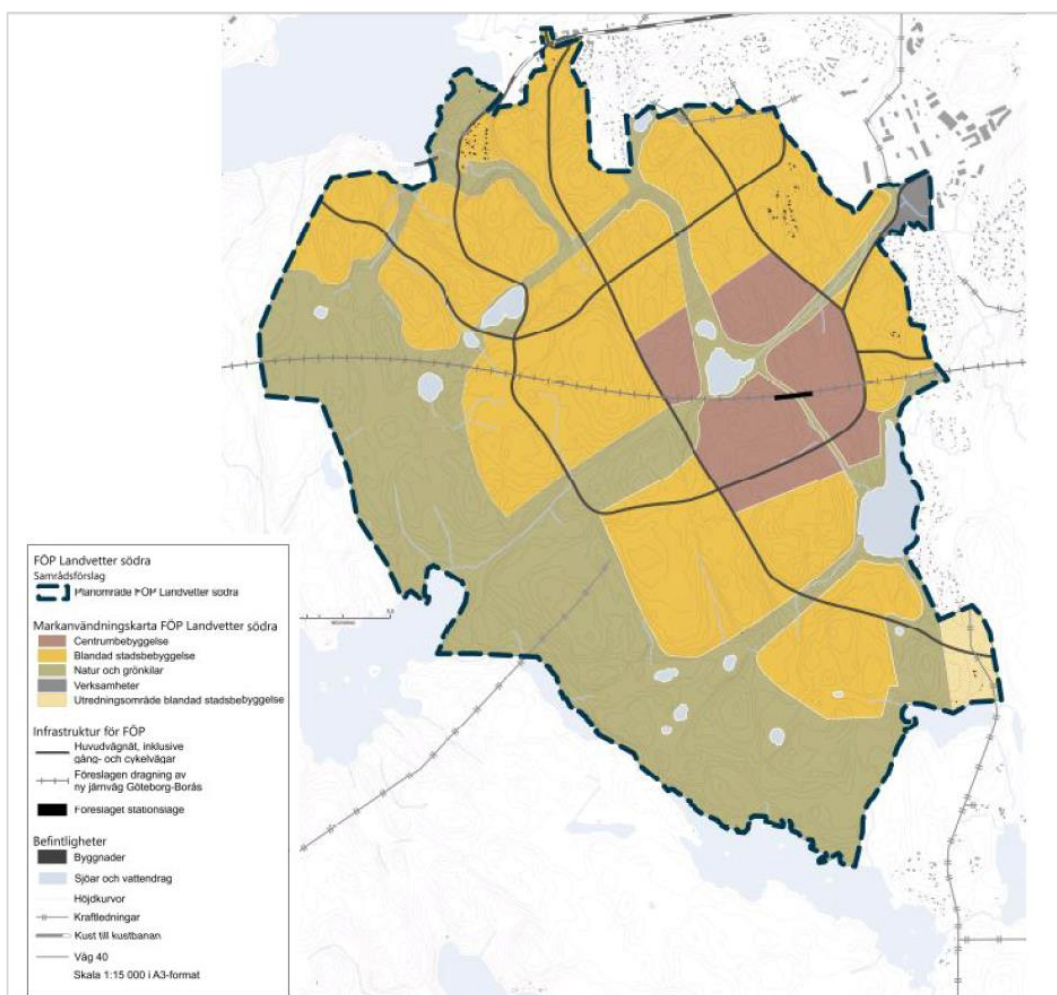 FÖP Landvetter södra
Samrådsförslag
Planområde FÖP Landvetter södra
Markanvändningskarta FÖP Landvetter södra
Centrumbebyggelse
Blandad stadsbebyggelse
Natur och grönkilar
Verksamheter
Utredningsområde blandad stadsbebyggelse
Infrastruktur för FÖP
Huvudvägnät, inklusive
gång- och cykelvägar
Föreslagen dragning av
ny järnväg Göteborg-Borås
Föreslaget stationsläge
Befintligheter
Byggnader
Sjöar och vattendrag
Höjdkurvor
Kraftledningar
Kust till kustbanan
Väg 40
Skala 1:15 000 i A3-format